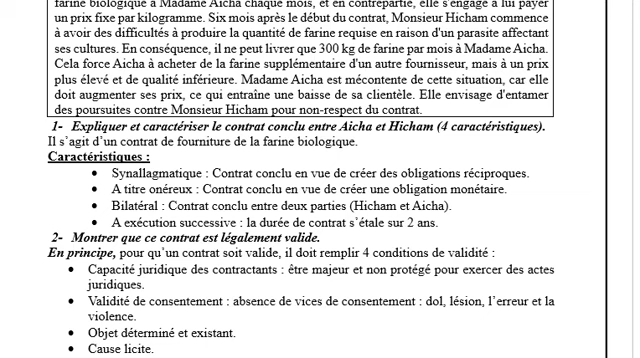 farine biologique à Madame Aicha chaque mois, et en contrepartie, elle s'engage à lui payer
un prix fixe par kilogramme. Six mois après le début du contrat, Monsieur Hicham commence
à avoir des difficultés à produire la quantité de farine requise en raison d'un parasite affectant
ses cultures. En conséquence, il ne peut livrer que 300 kg de farine par mois à Madame Aicha.
Cela force Aicha à acheter de la farine supplémentaire d'un autre fournisseur, mais à un prix
plus élevé et de qualité inférieure. Madame Aicha est mécontente de cette situation, car elle
doit augmenter ses prix, ce qui entraîne une baisse de sa clientèle. Elle envisage d'entamer
des poursuites contre Monsieur Hicham pour non-respect du contrat.
1- Expliquer et caractériser le contrat conclu entre Aicha et Hicham (4 caractéristiques).
Il s'agit d'un contrat de fourniture de la farine biologique.
Caractéristiques :
• Synallagmatique : Contrat conclu en vue de créer des obligations réciproques.
• A titre onéreux : Contrat conclu en vue de créer une obligation monétaire.
• Bilatéral : Contrat conclu entre deux parties (Hicham et Aicha).
• A exécution successive : la durée de contrat s'étale sur 2 ans.
2- Montrer que ce contrat est légalement valide.
En principe, pour qu'un contrat soit valide, il doit remplir 4 conditions de validité :
• Capacité juridique des contractants : être majeur et non protégé pour exercer des actes
juridiques.
• Validité de consentement : absence de vices de consentement : dol, lésion, l'erreur et la
violence.
• Objet déterminé et existant.
• Cause licite.